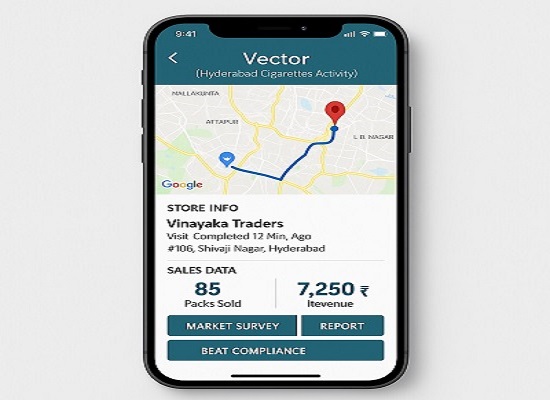 9:41
Vector
(Hyderabad Cigarettes Activity)
NALLAKUNTA
ATTAPUR
L B. NAGAR
Google
STORE INFO
Vinayaka Traders
Visit Completed 12 Min, Ago
#106, Shivaji Nagar, Hyderabad
SALES DATA
85
Packs Sold
7,250 ₹
Itevenue
MARKET SURVEY
REPORT
BEAT COMPLIANCE